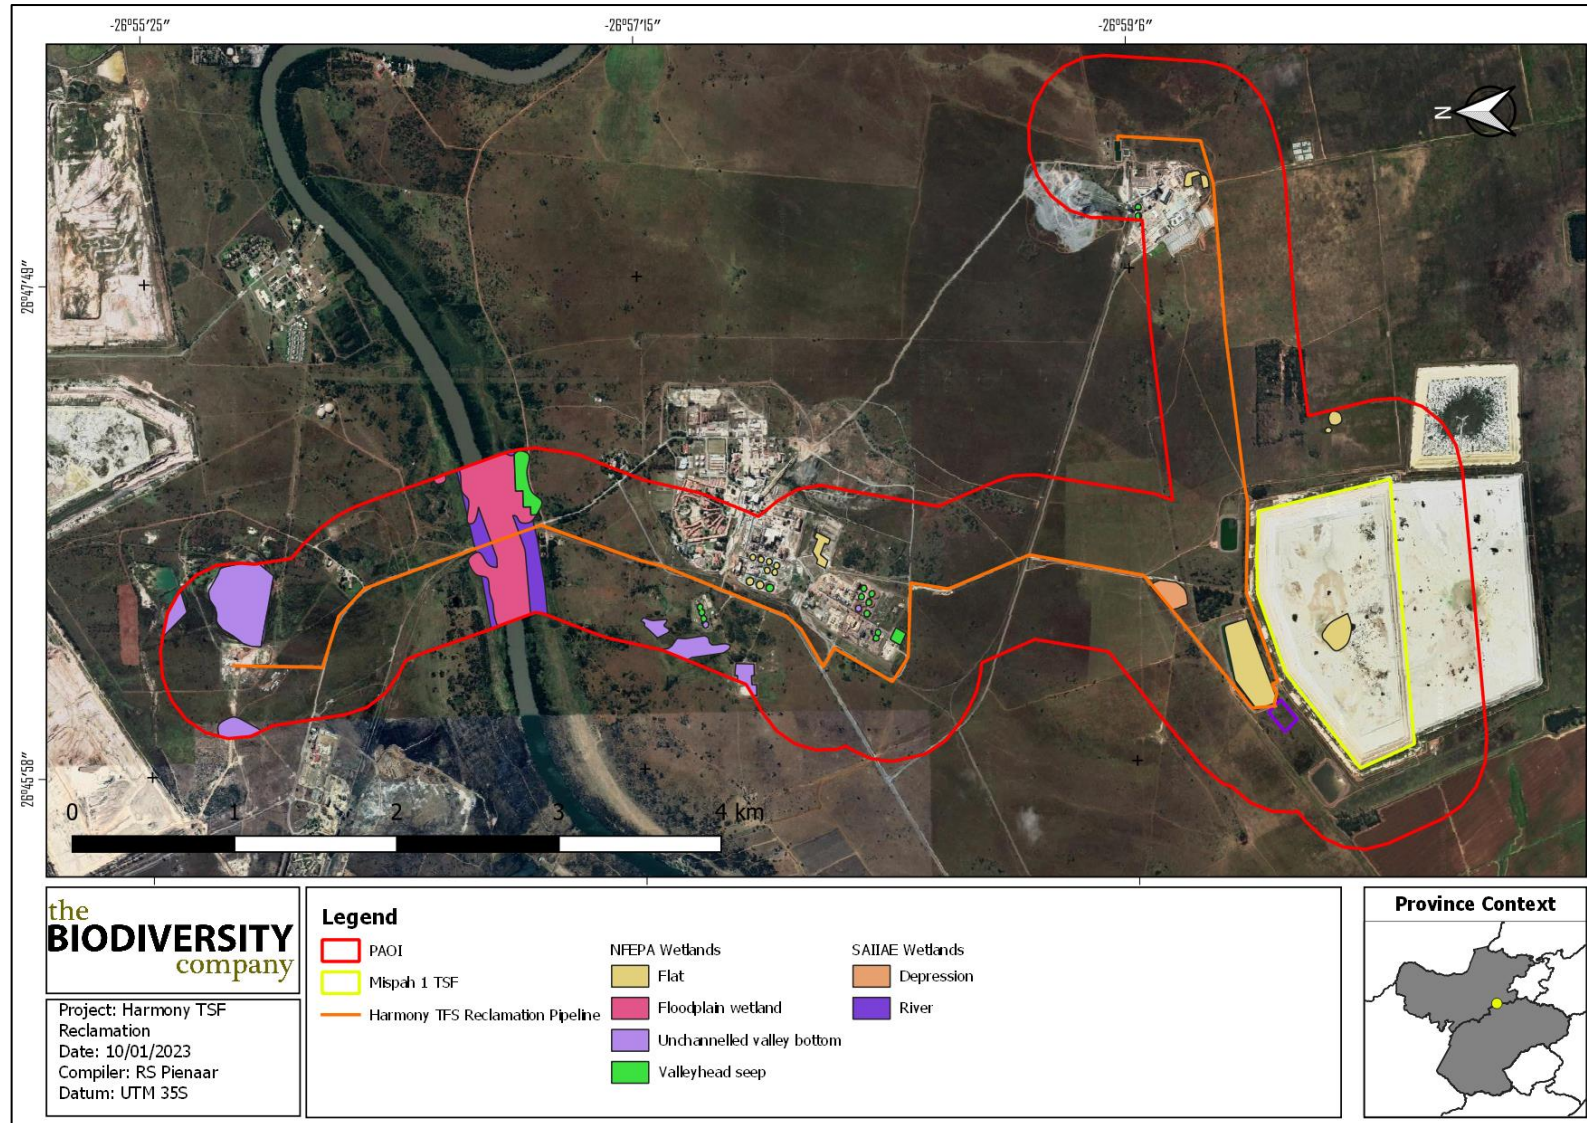 -26°55'25"
-26°57'15"
-26°59'6"
N
26°47'49"
26°45'58"
0
1
2
3
4 km
the
BIODIVERSITY
company
Project: Harmony TSF
Reclamation
Date: 10/01/2023
Compiler: RS Pienaar
Datum: UTM 35S
Legend
PAOI
Mispah 1 TSF
Harmony TFS Reclamation Pipeline
NFEPA Wetlands
Flat
Floodplain wetland
Unchannelled valley bottom
Valleyhead seep
SAIIAE Wetlands
Depression
River
Province Context